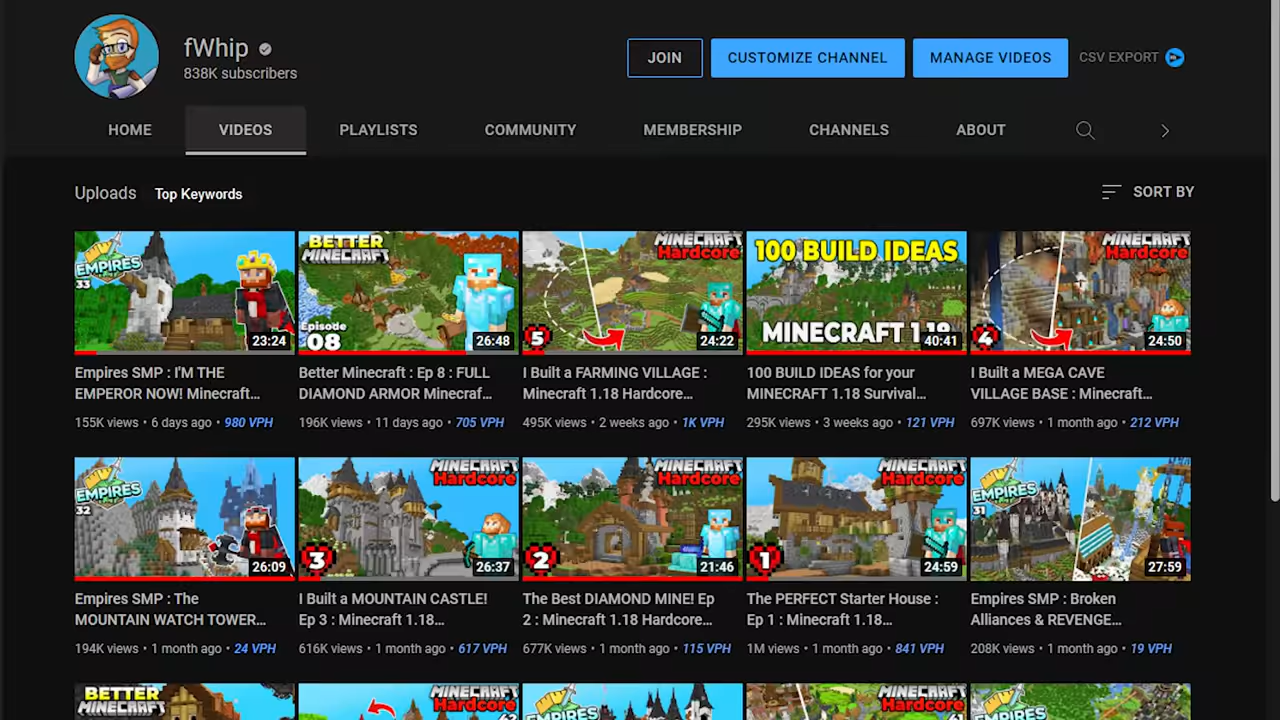 fWhip
838K subscribers
JOIN
CUSTOMIZE CHANNEL
MANAGE VIDEOS
CSV EXPORT
HOME
VIDEOS
PLAYLISTS
COMMUNITY
MEMBERSHIP
CHANNELS
ABOUT
Uploads
Top Keywords
SORT BY
EMPIRES
33
23:24
BETTER
MINECRAFT
Episode
08
26:48
MINECRAFT
Hardcore
5
24:22
100 BUILD IDEAS
MINECRAFT 1.18
40:41
MINECRAFT
Hardcore
4
24:50
Empires SMP : I'M THE
EMPEROR NOW! Minecraft...
155K views • 6 days ago • 980 VPH
Better Minecraft : Ep 8 : FULL
DIAMOND ARMOR Minecraf...
196K views • 11 days ago • 705 VPH
I Built a FARMING VILLAGE :
Minecraft 1.18 Hardcore...
495K views • 2 weeks ago • 1K VPH
100 BUILD IDEAS for your
MINECRAFT 1.18 Survival...
295K views • 3 weeks ago • 121 VPH
I Built a MEGA CAVE
VILLAGE BASE : Minecraft...
697K views • 1 month ago • 212 VPH
EMPIRES
32
26:09
MINECRAFT
Hardcore
3
26:37
MINECRAFT
Hardcore
2
21:46
MINECRAFT
Hardcore
1
24:59
EMPIRES
31
27:59
Empires SMP : The
MOUNTAIN WATCH TOWER...
194K views • 1 month ago • 24 VPH
I Built a MOUNTAIN CASTLE!
Ep 3 : Minecraft 1.18...
616K views • 1 month ago • 617 VPH
The Best DIAMOND MINE! Ep
2 : Minecraft 1.18 Hardcore...
677K views • 1 month ago • 115 VPH
The PERFECT Starter House :
Ep 1 : Minecraft 1.18...
1M views • 1 month ago • 841 VPH
Empires SMP : Broken
Alliances & REVENGE...
208K views • 1 month ago • 19 VPH
BETTER
MINECRAFT
MINECRAFT
Hardcore
EMPIRES
MINECRAFT
Hardcore
EMPIRES